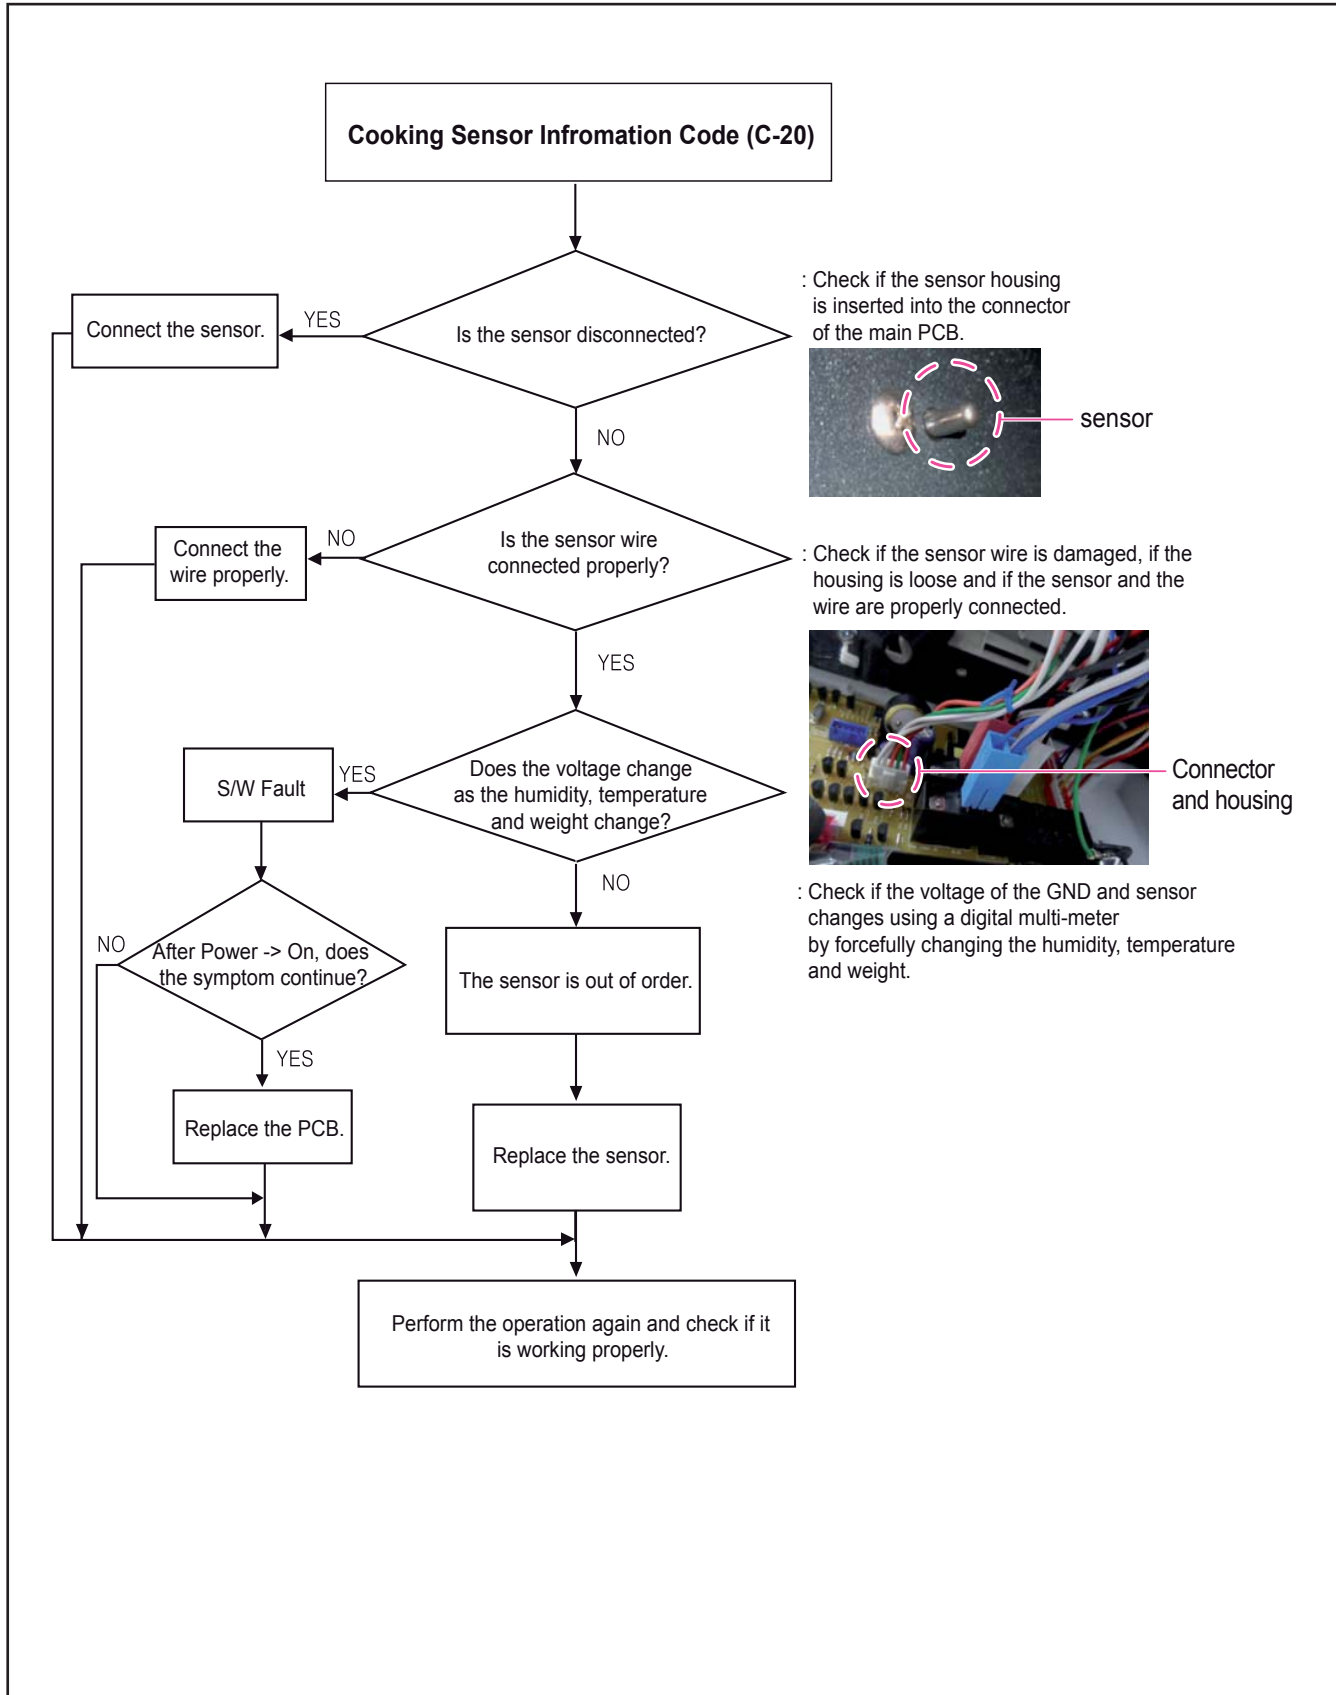 Cooking Sensor Infromation Code (C-20)
Is the sensor disconnected?
YES
Connect the sensor.
: Check if the sensor housing
is inserted into the connector
of the main PCB.
sensor
NO
Is the sensor wire
connected properly?
NO
Connect the
wire properly.
: Check if the sensor wire is damaged, if the
housing is loose and if the sensor and the
wire are properly connected.
YES
Connector
and housing
Does the voltage change
as the humidity, temperature
and weight change?
YES
S/W Fault
: Check if the voltage of the GND and sensor
changes using a digital multi-meter
by forcefully changing the humidity, temperature
and weight.
NO
After Power -> On, does
the symptom continue?
NO
The sensor is out of order.
YES
Replace the PCB.
Replace the sensor.
Perform the operation again and check if it
is working properly.